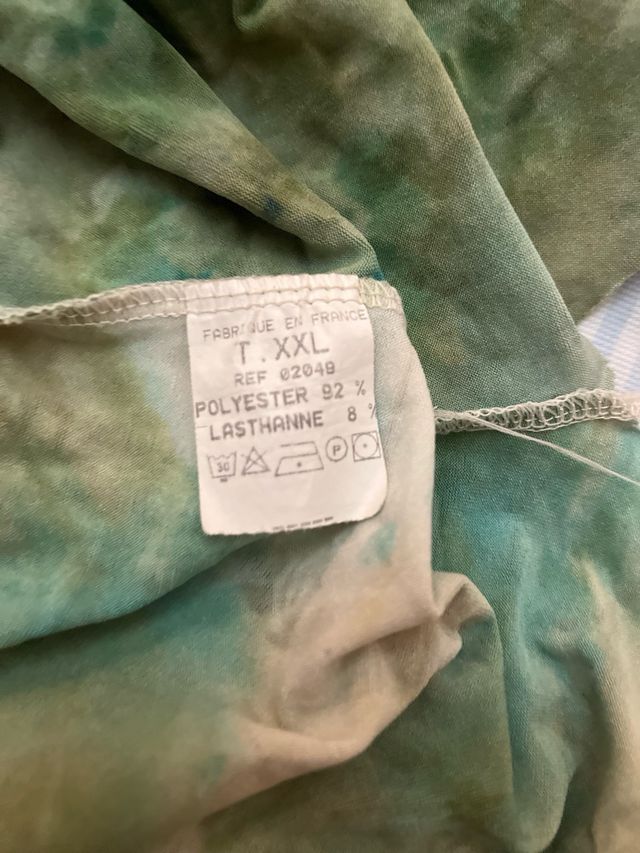 FABRIQUE EN FRANCE
T.XXL
REF 02049
POLYESTER 92 %
LASTHANNE 8 %
30 P